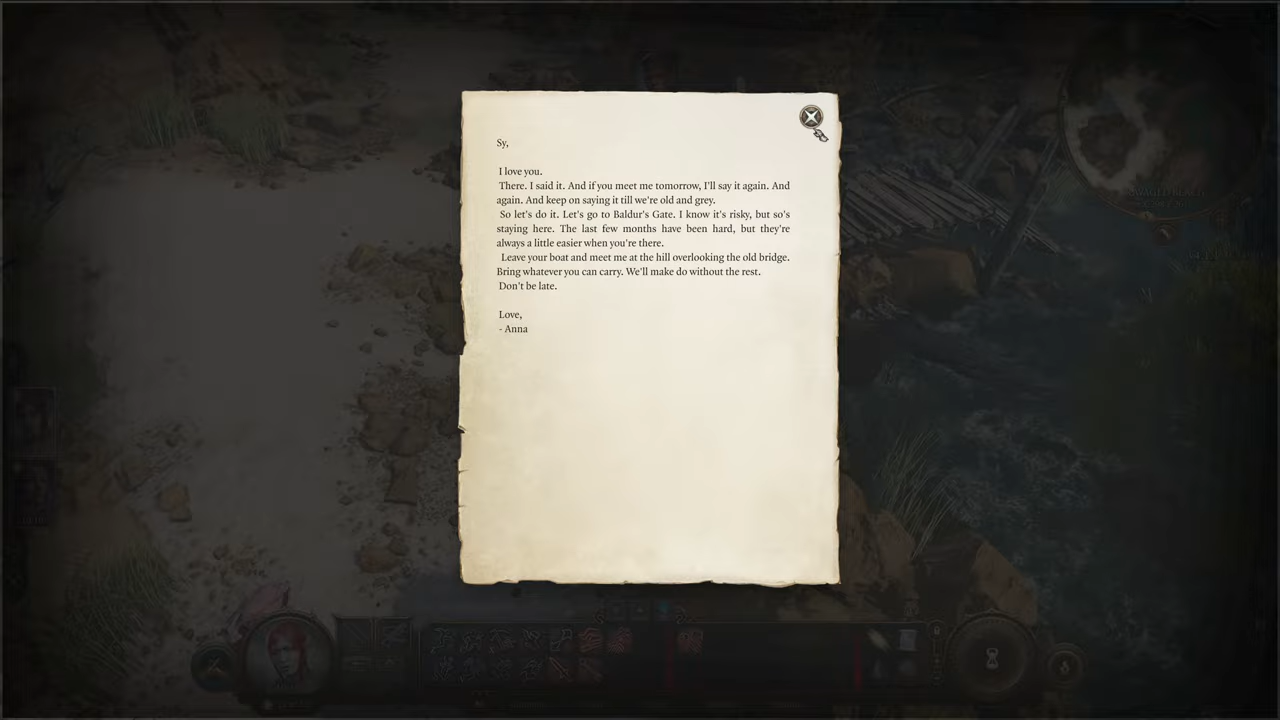 Sy,
I love you.
There. I said it. And if you meet me tomorrow, I'll say it again. And
again. And keep on saying it till we're old and grey.
So let's do it. Let's go to Baldur's Gate. I know it's risky, but so's
staying here. The last few months have been hard, but they're
always a little easier when you're there.
Leave your boat and meet me at the hill overlooking the old bridge.
Bring whatever you can carry. We'll make do without the rest.
Don't be late.
Love,
- Anna